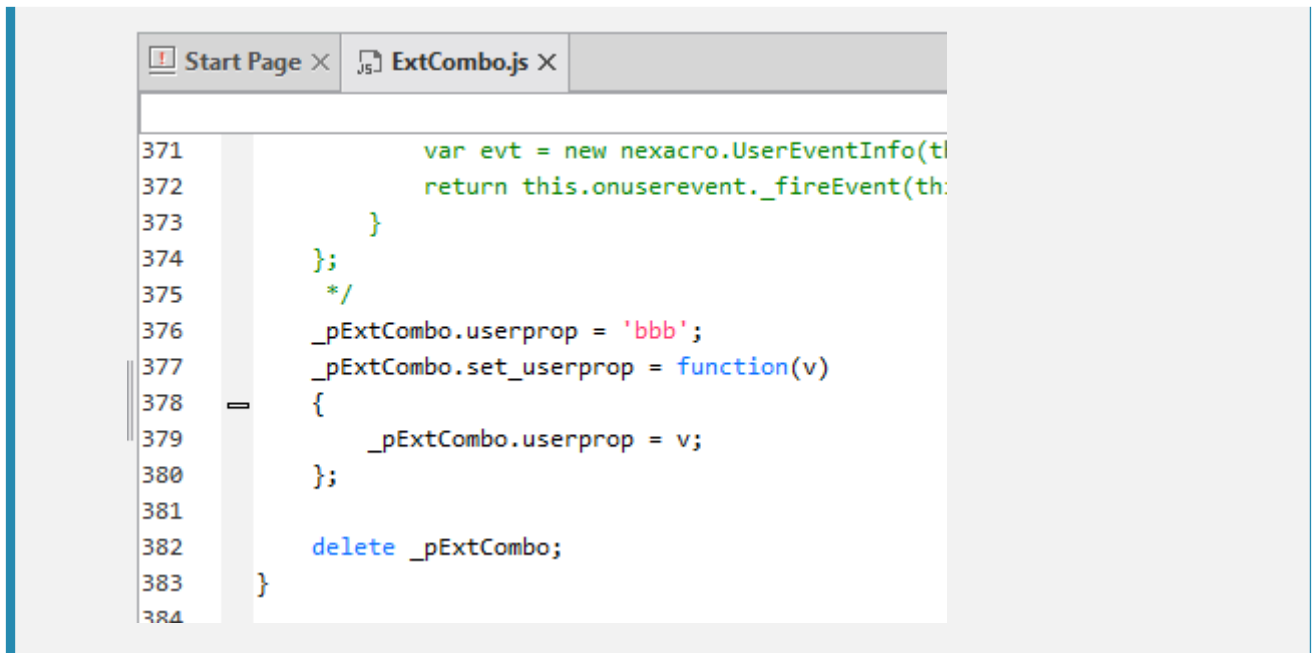 Start Page ExtCombo.js
371 var evt = new nexacro.UserEventInfo(
372 return this.onuserevent._fireEvent(
373 }
374 };
375 */
376 _pExtCombo.userprop = 'bbb';
377 _pExtCombo.set_userprop = function(v)
378 {
379 _pExtCombo.userprop = v;
380 };
381
382 delete _pExtCombo;
383 }
384